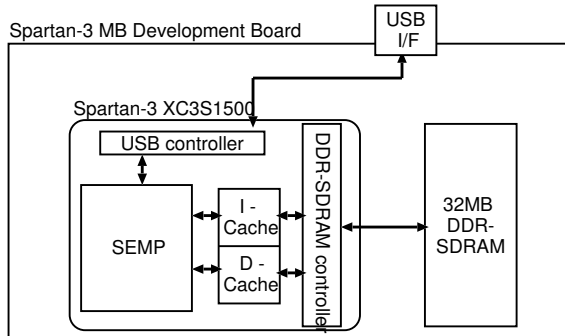 Spartan-3 MB Development Board
USB
I/F
Spartan-3 XC3S1500
USB controller
SEMP
I -
Cache
D -
Cache
DDR-SDRAM controller
32MB
DDR-
SDRAM